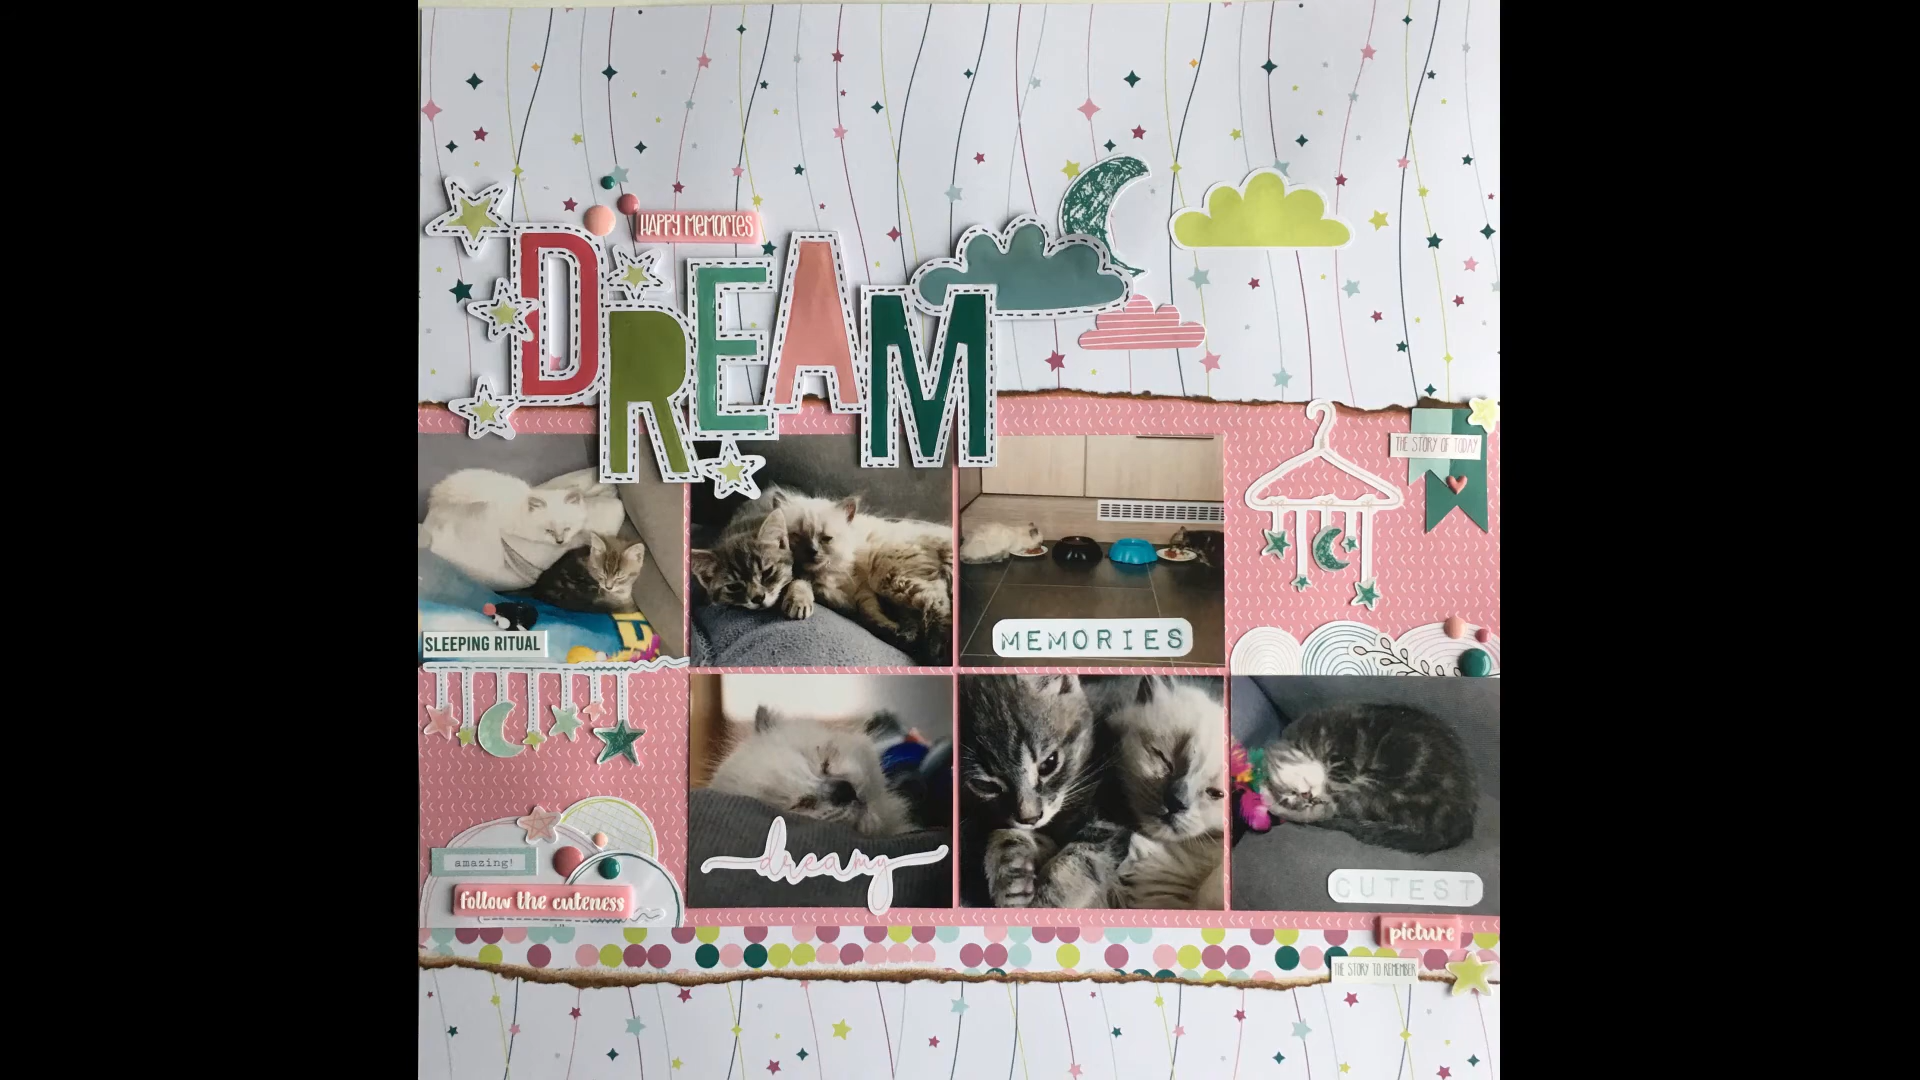 HAPPY MEMORIES
DREAM
THE STORY OF TODAY
SLEEPING RITUAL
MEMORIES
dreamy
amazing!
follow the cuteness
CUTEST
picture
THE STORY TO REMEMBER